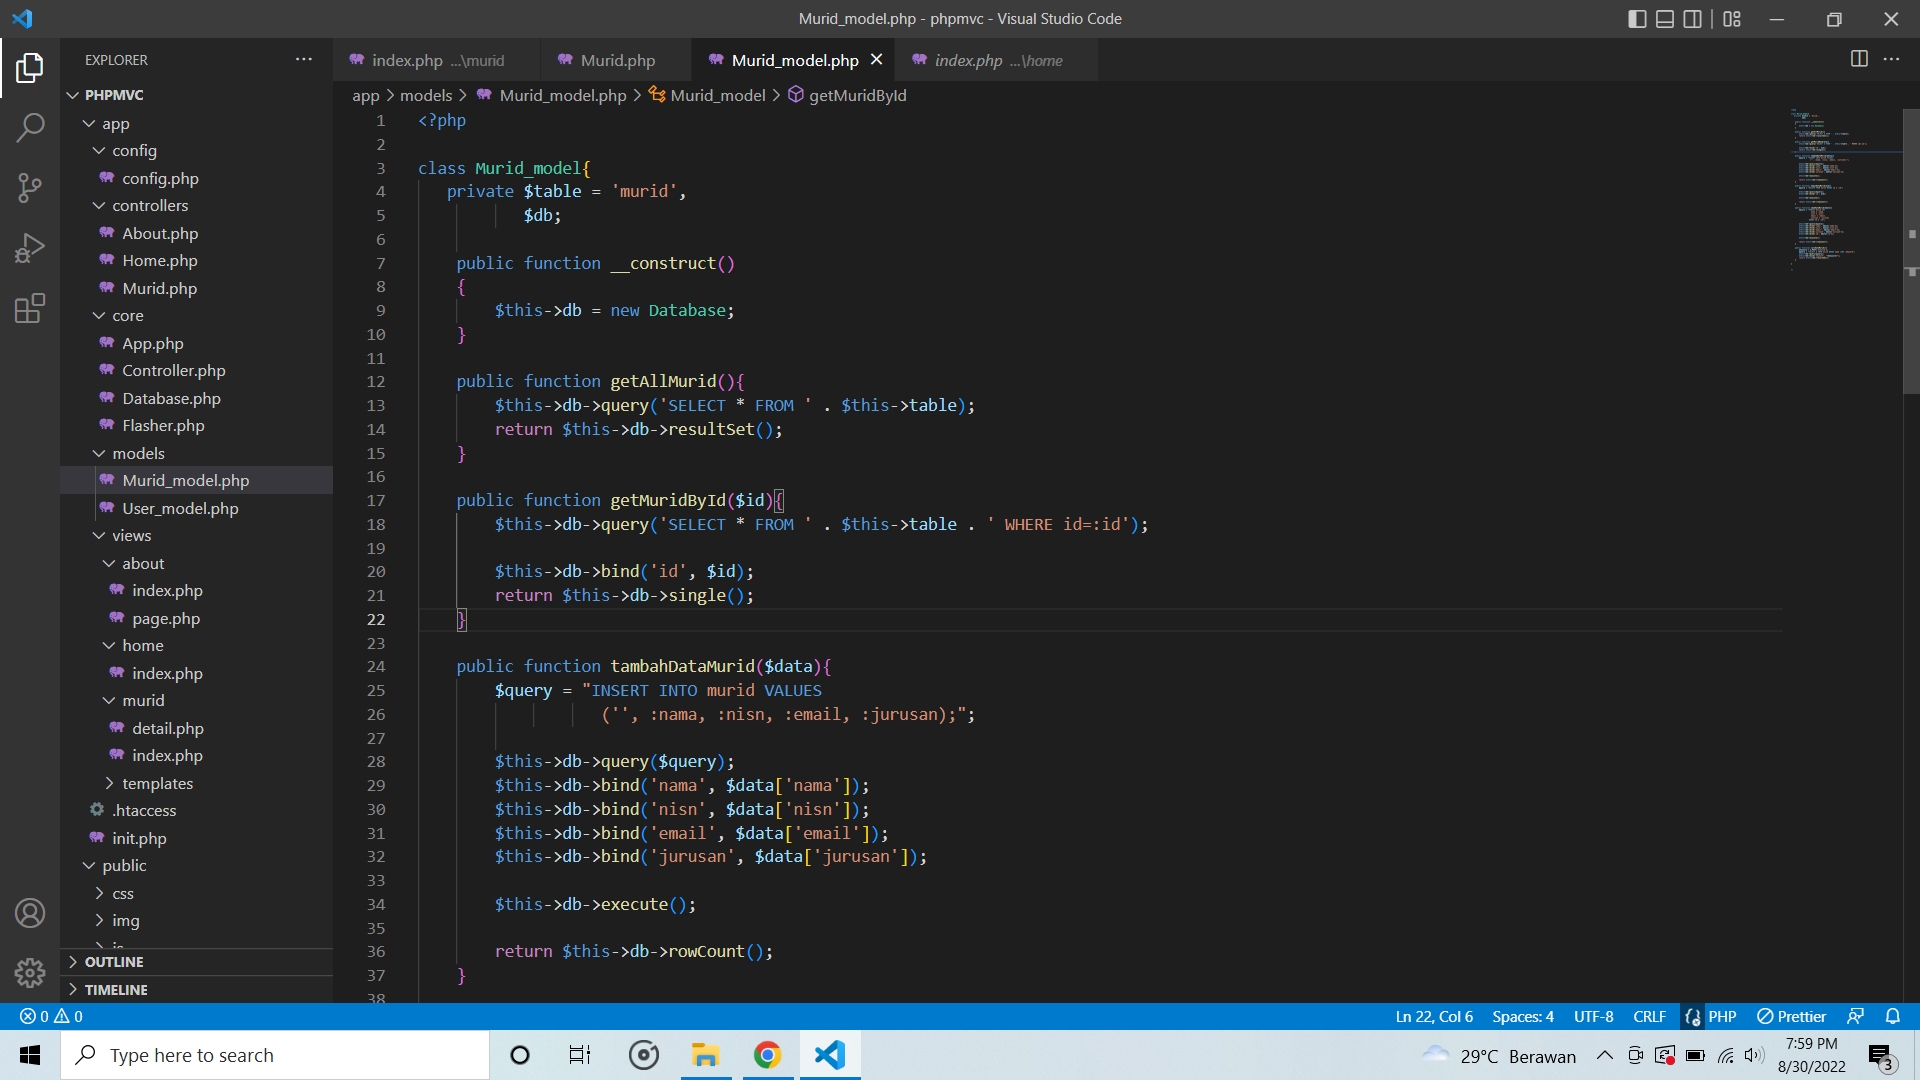 Murid_model.php - phpmvc - Visual Studio Code
EXPLORER
index.php ...\murid
Murid.php
Murid_model.php
index.php ...\home
PHPMVC
app
config
config.php
controllers
About.php
Home.php
Murid.php
core
App.php
Controller.php
Database.php
Flasher.php
models
Murid_model.php
User_model.php
views
about
index.php
page.php
home
index.php
murid
detail.php
index.php
templates
.htaccess
init.php
public
css
img
js
OUTLINE
TIMELINE
app > models > Murid_model.php > Murid_model > getMuridById
1 <?php
2
3 class Murid_model{
4 private $table = 'murid',
5 $db;
6
7 public function __construct()
8 {
9 $this->db = new Database;
10 }
11
12 public function getAllMurid(){
13 $this->db->query('SELECT * FROM ' . $this->table);
14 return $this->db->resultSet();
15 }
16
17 public function getMuridById($id){
18 $this->db->query('SELECT * FROM ' . $this->table . ' WHERE id=:id');
19
20 $this->db->bind('id', $id);
21 return $this->db->single();
22 }
23
24 public function tambahDataMurid($data){
25 $query = "INSERT INTO murid VALUES
26 ('', :nama, :nisn, :email, :jurusan);";
27
28 $this->db->query($query);
29 $this->db->bind('nama', $data['nama']);
30 $this->db->bind('nisn', $data['nisn']);
31 $this->db->bind('email', $data['email']);
32 $this->db->bind('jurusan', $data['jurusan']);
33
34 $this->db->execute();
35
36 return $this->db->rowCount();
37 }
38
0 0
Ln 22, Col 6 Spaces: 4 UTF-8 CRLF PHP Prettier
Type here to search
29°C Berawan
7:59 PM
8/30/2022
3